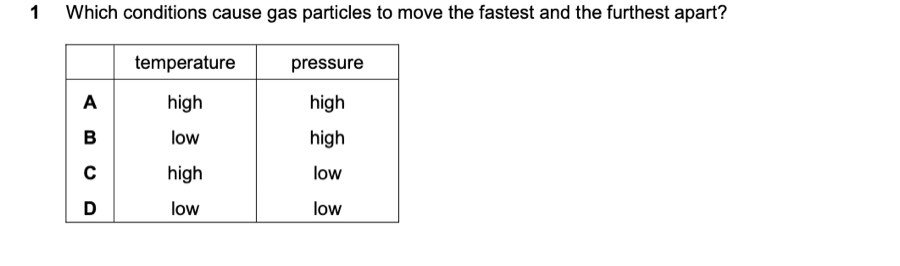 1 Which conditions cause gas particles to move the fastest and the furthest apart?
temperature pressure
A high high
B low high
C high low
D low low